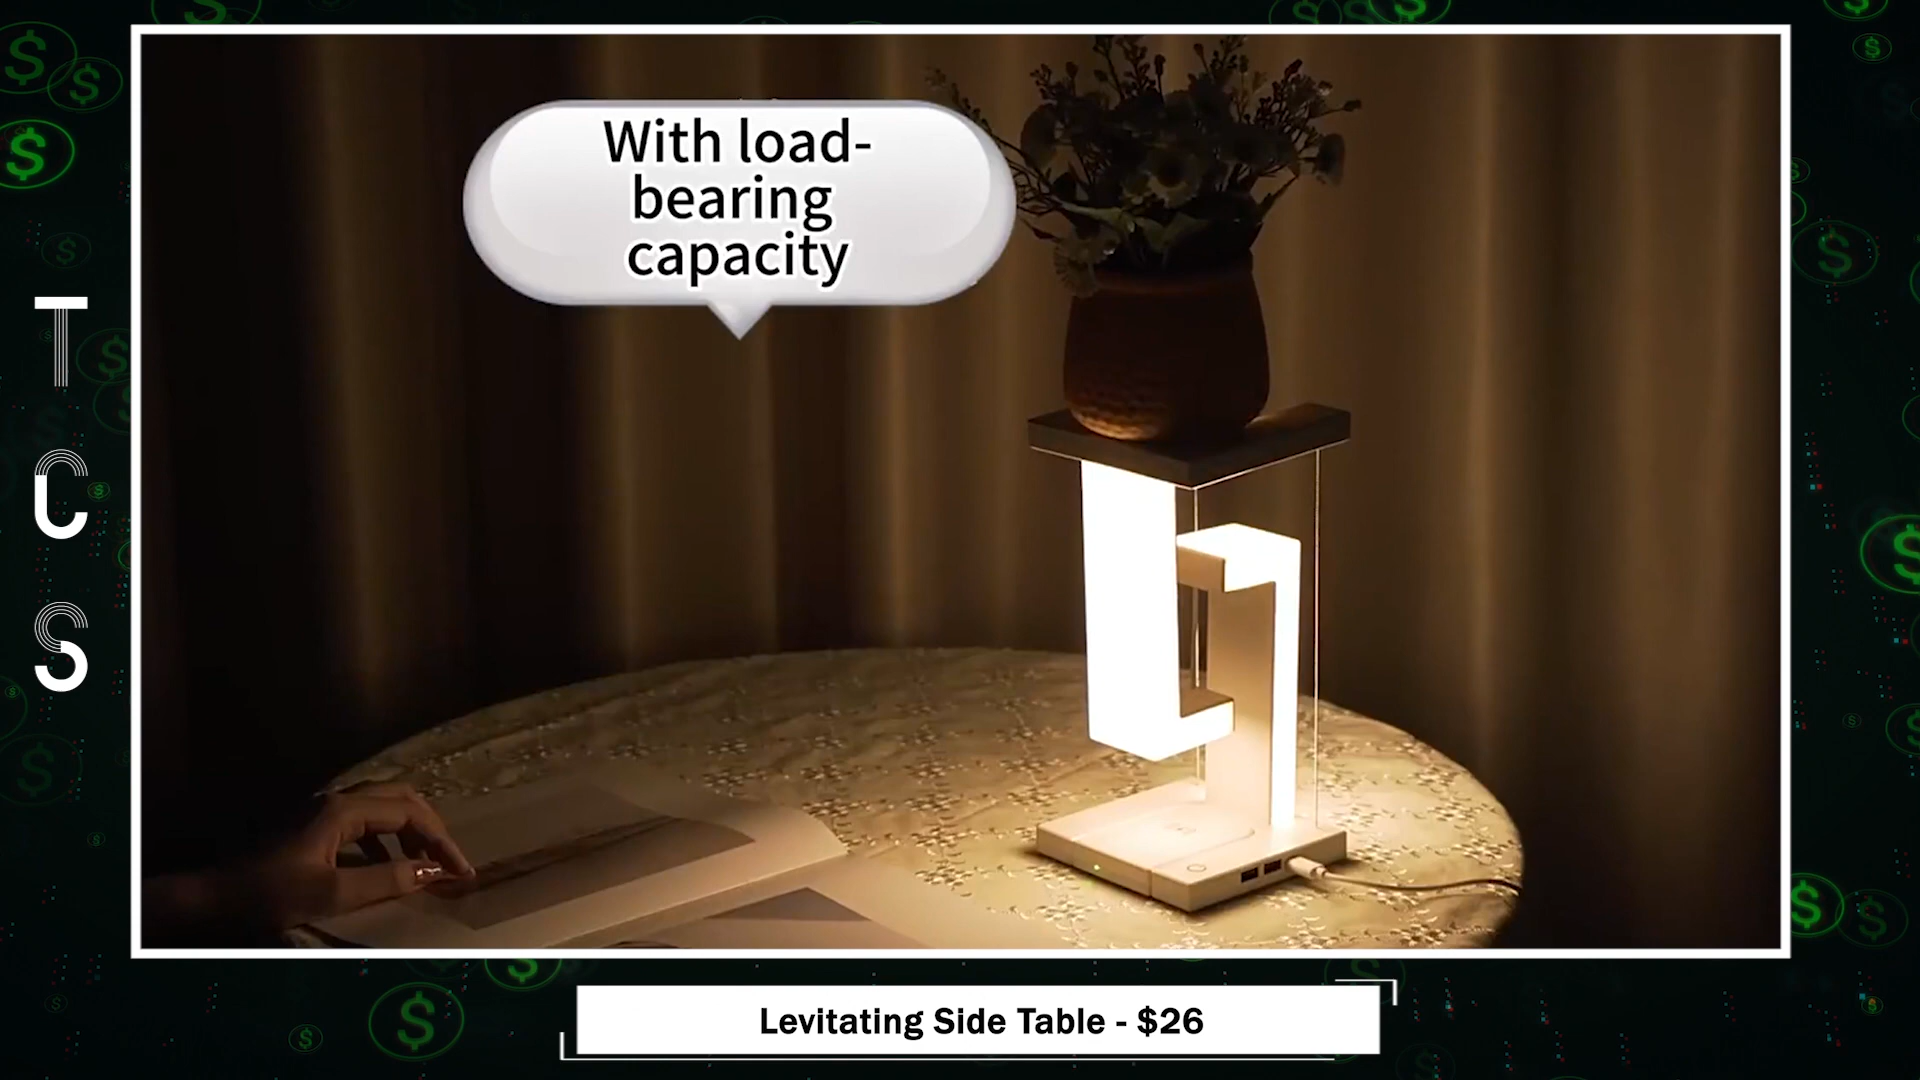 With load-
bearing
capacity
T
C
S
Levitating Side Table - $26